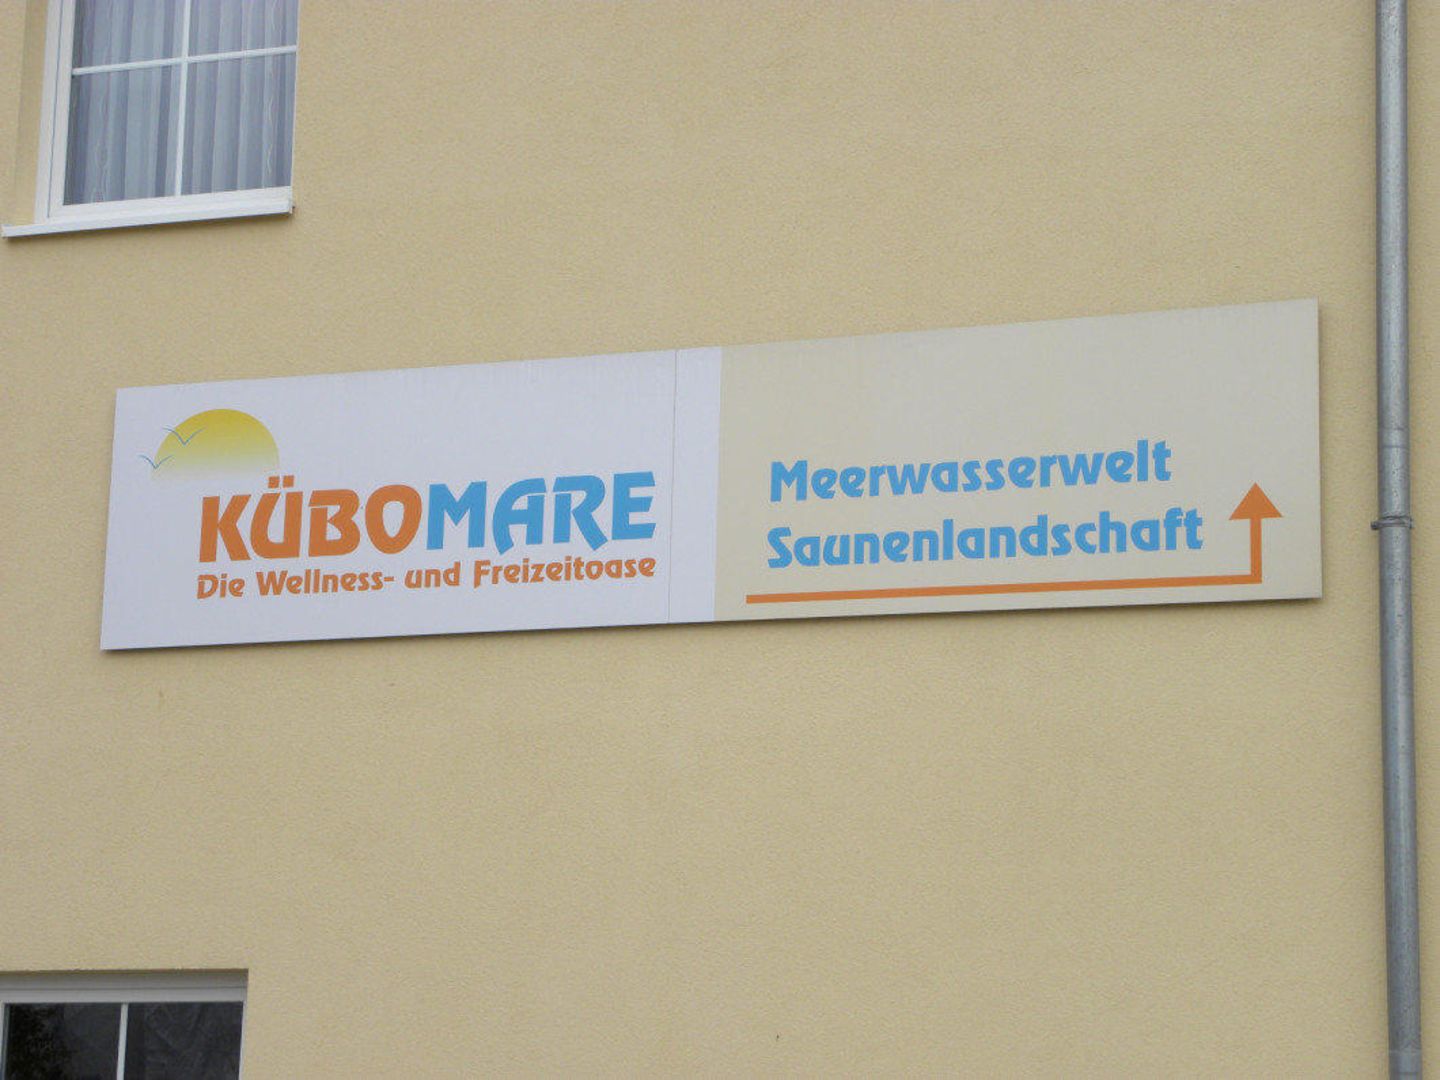 KÜBOMARE
Die Wellness- und Freizeitoase
Meerwasserwelt
Saunenlandschaft